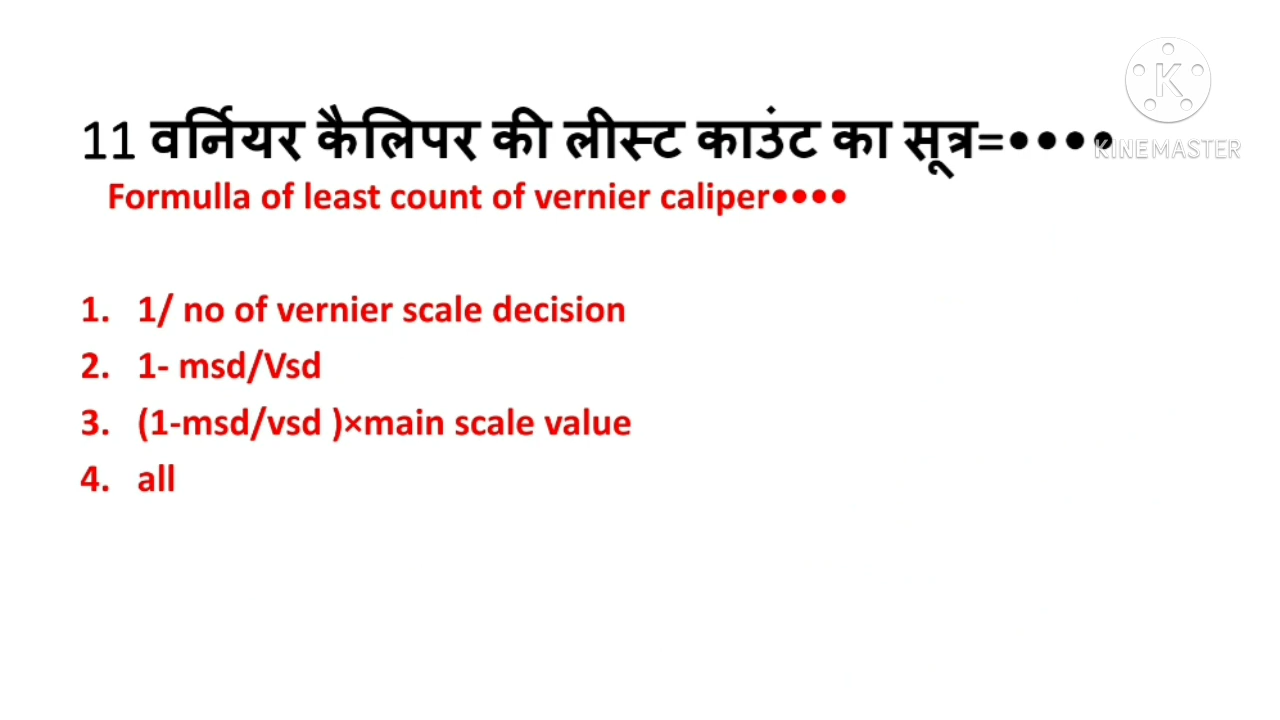 11 वर्नियर कैलिपर की लीस्ट काउंट का सूत्र=••••
Formulla of least count of vernier caliper••••
1. 1/ no of vernier scale decision
2. 1- msd/Vsd
3. (1-msd/vsd )×main scale value
4. all
K
KINEMASTER